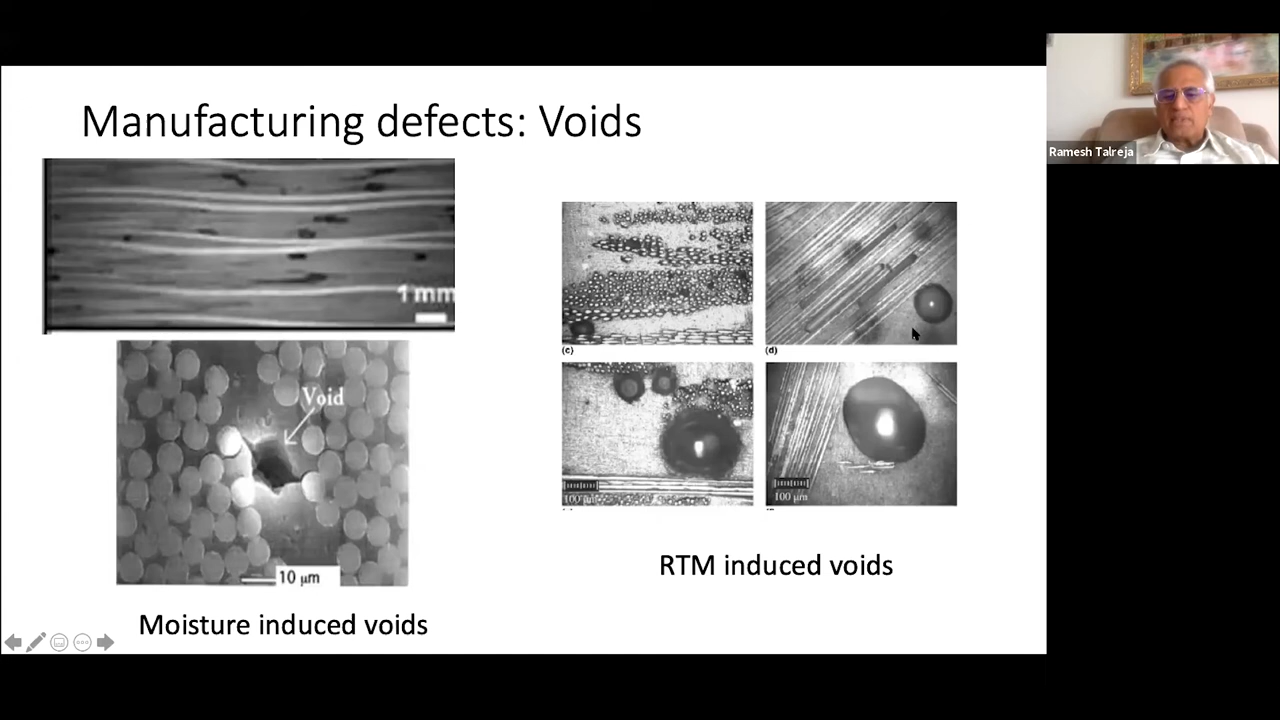 Manufacturing defects: Voids
Ramesh Talreja
1 mm
(c)
(d)
Void
100 μm
100 μm
10 μm
RTM induced voids
Moisture induced voids